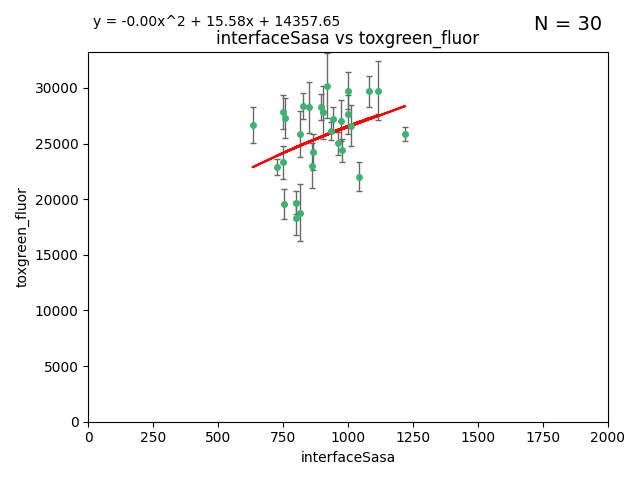 y = -0.00x^2 + 15.58x + 14357.65
N = 30
interfaceSasa vs toxgreen_fluor
30000
25000
20000
15000
10000
5000
0
toxgreen_fluor
0 250 500 750 1000 1250 1500 1750 2000
interfaceSasa